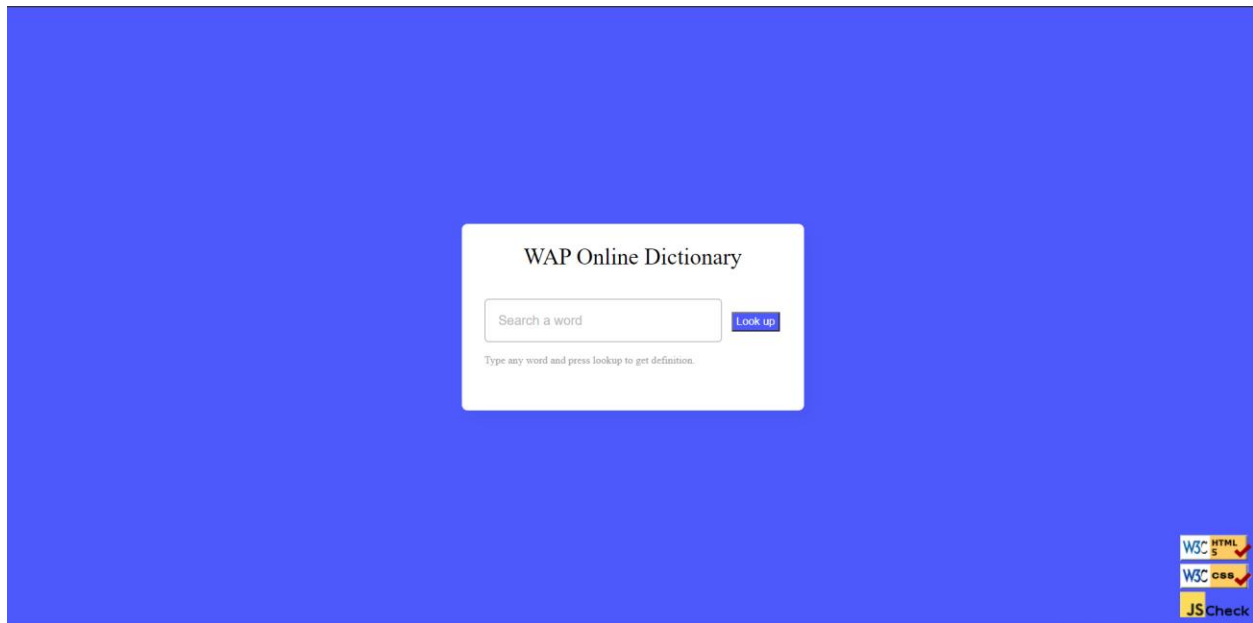 WAP Online Dictionary
Search a word
Look up
Type any word and press lookup to get definition.
W3C HTML 5
W3C css
JS Check